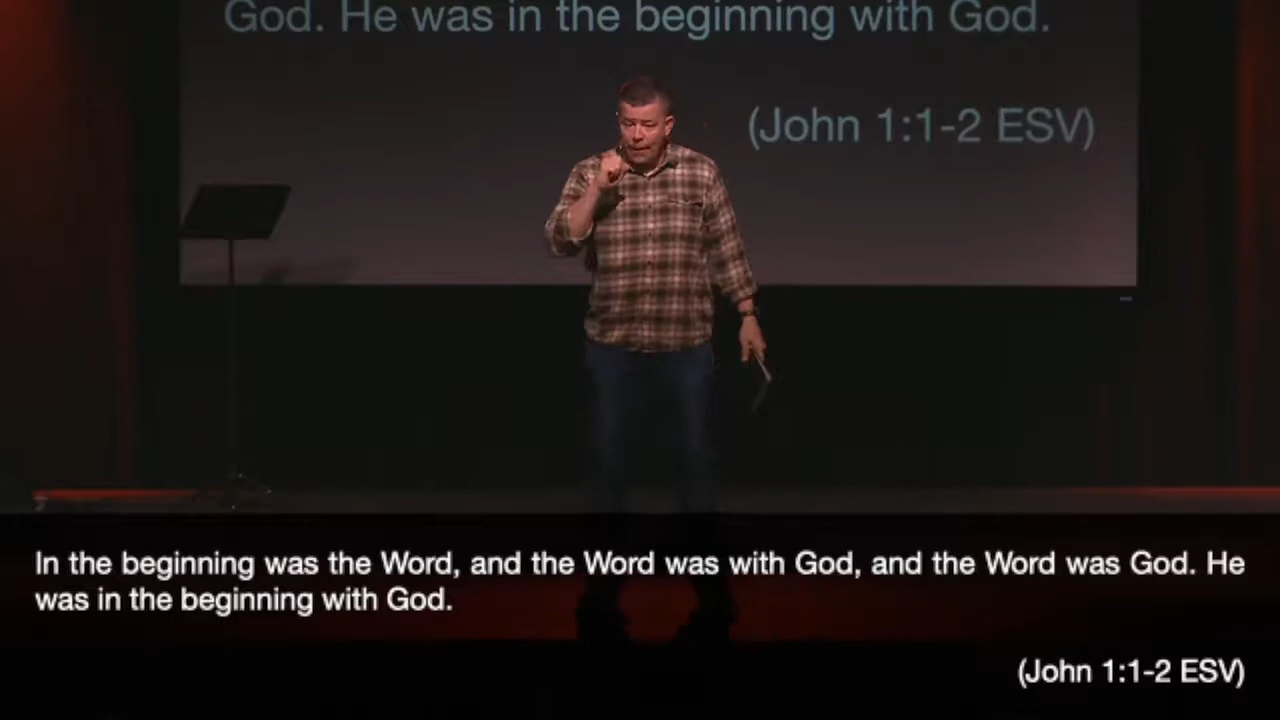 God. He was in the beginning with God.
(John 1:1-2 ESV)
In the beginning was the Word, and the Word was with God, and the Word was God. He
was in the beginning with God.
(John 1:1-2 ESV)